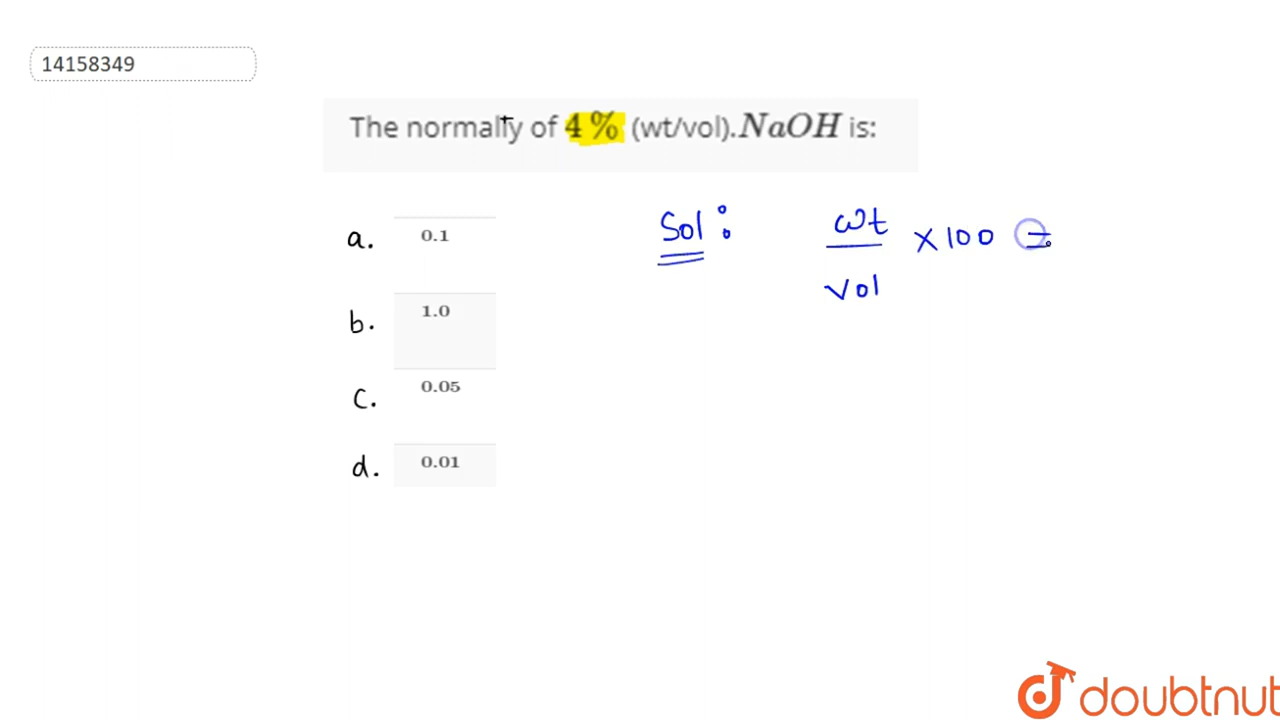 14158349
The normalty of 4 % (wt/vol).NaOH is:
a. 0.1
b. 1.0
c. 0.05
d. 0.01
Sol : wt × 100 =
vol
doubtnut